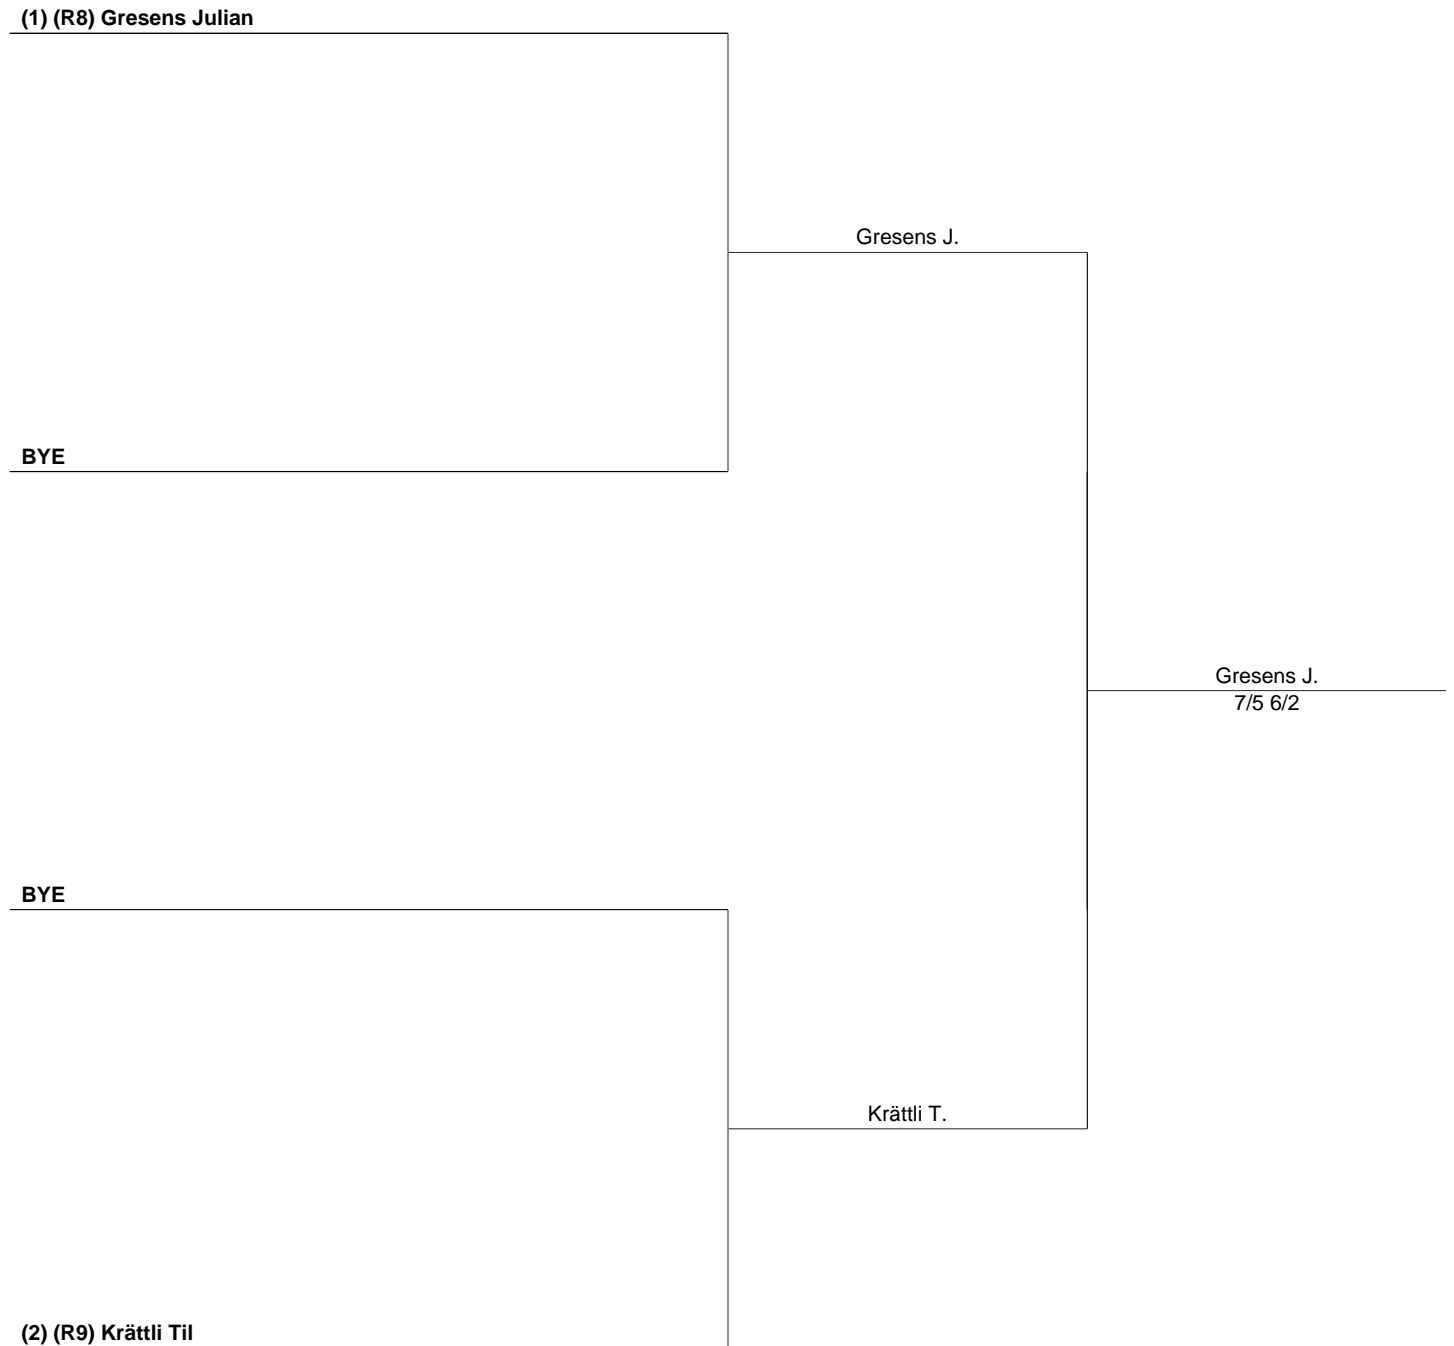 (1) (R8) Gresens Julian
Gresens J.
BYE
Gresens J.
7/5 6/2
BYE
Krättli T.
(2) (R9) Krättli Til